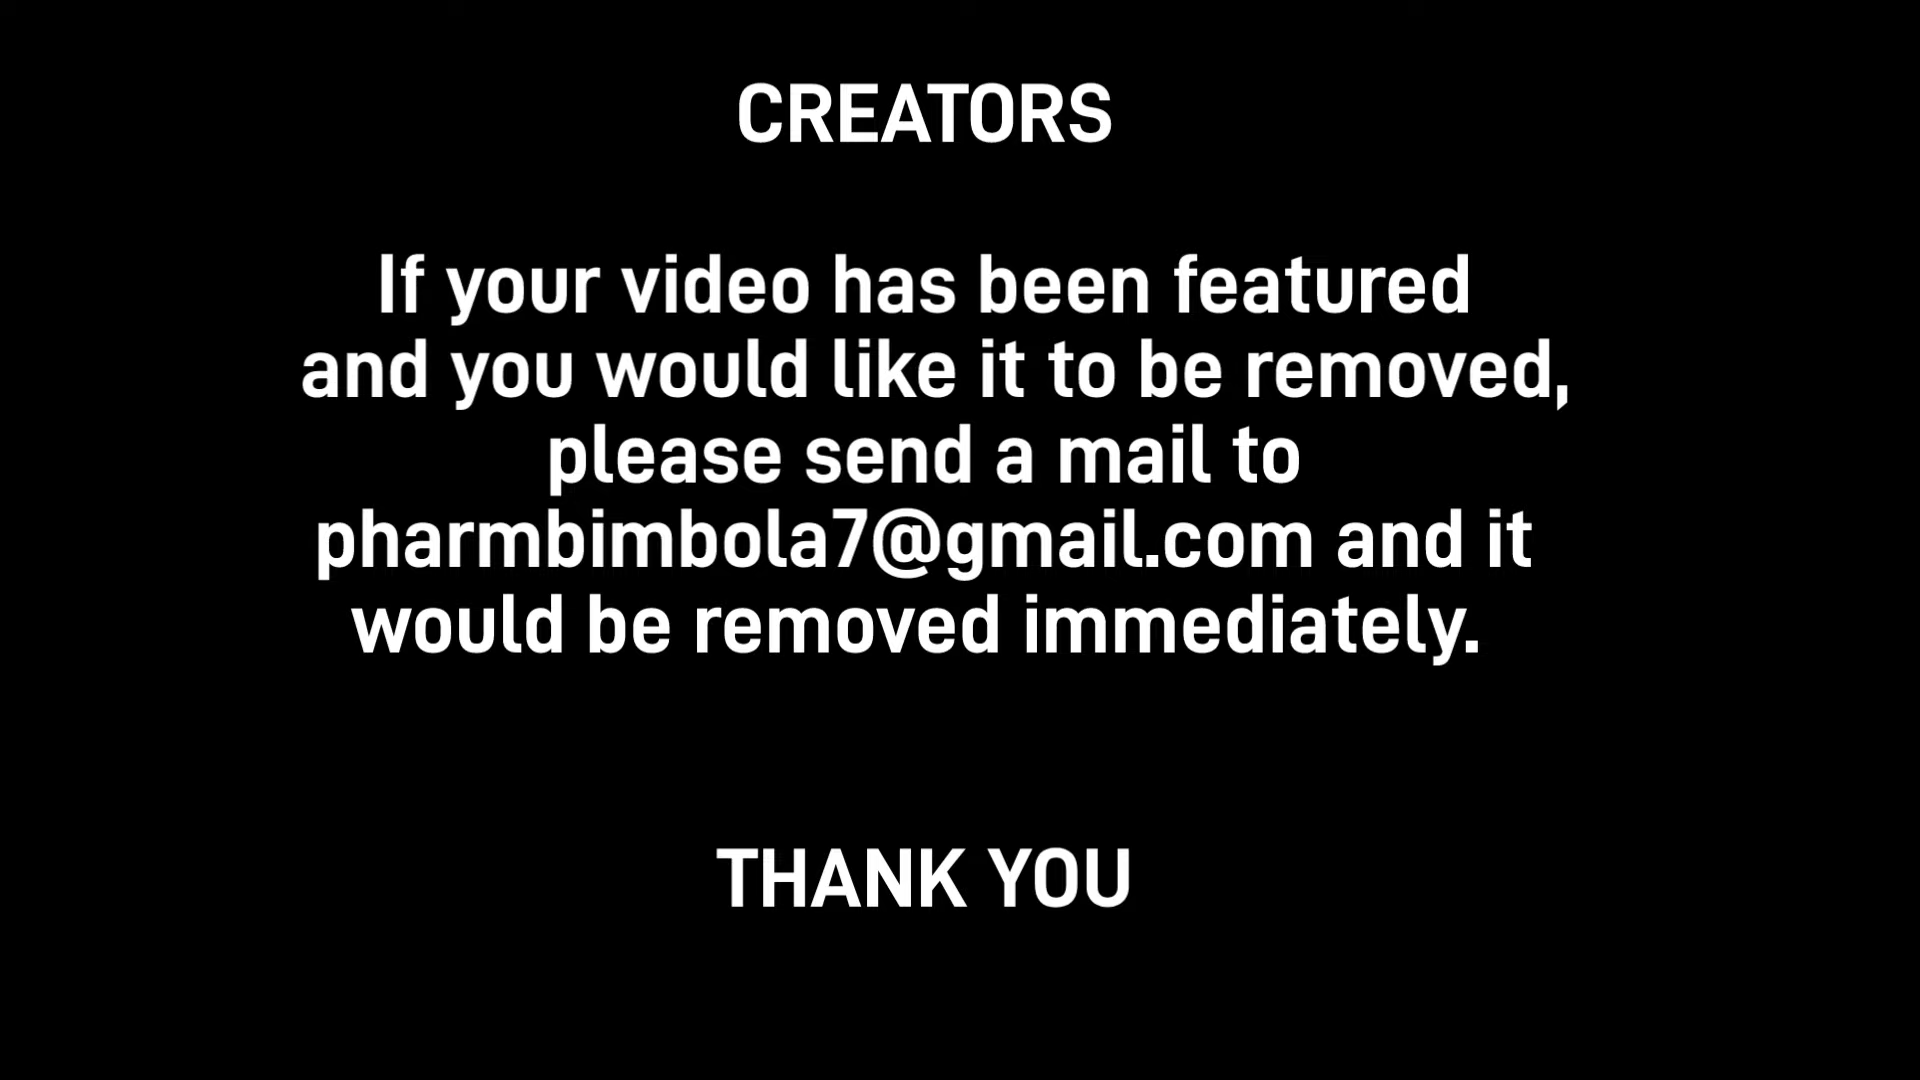 CREATORS
If your video has been featured
and you would like it to be removed,
please send a mail to
pharmbimbola7@gmail.com and it
would be removed immediately.
THANK YOU